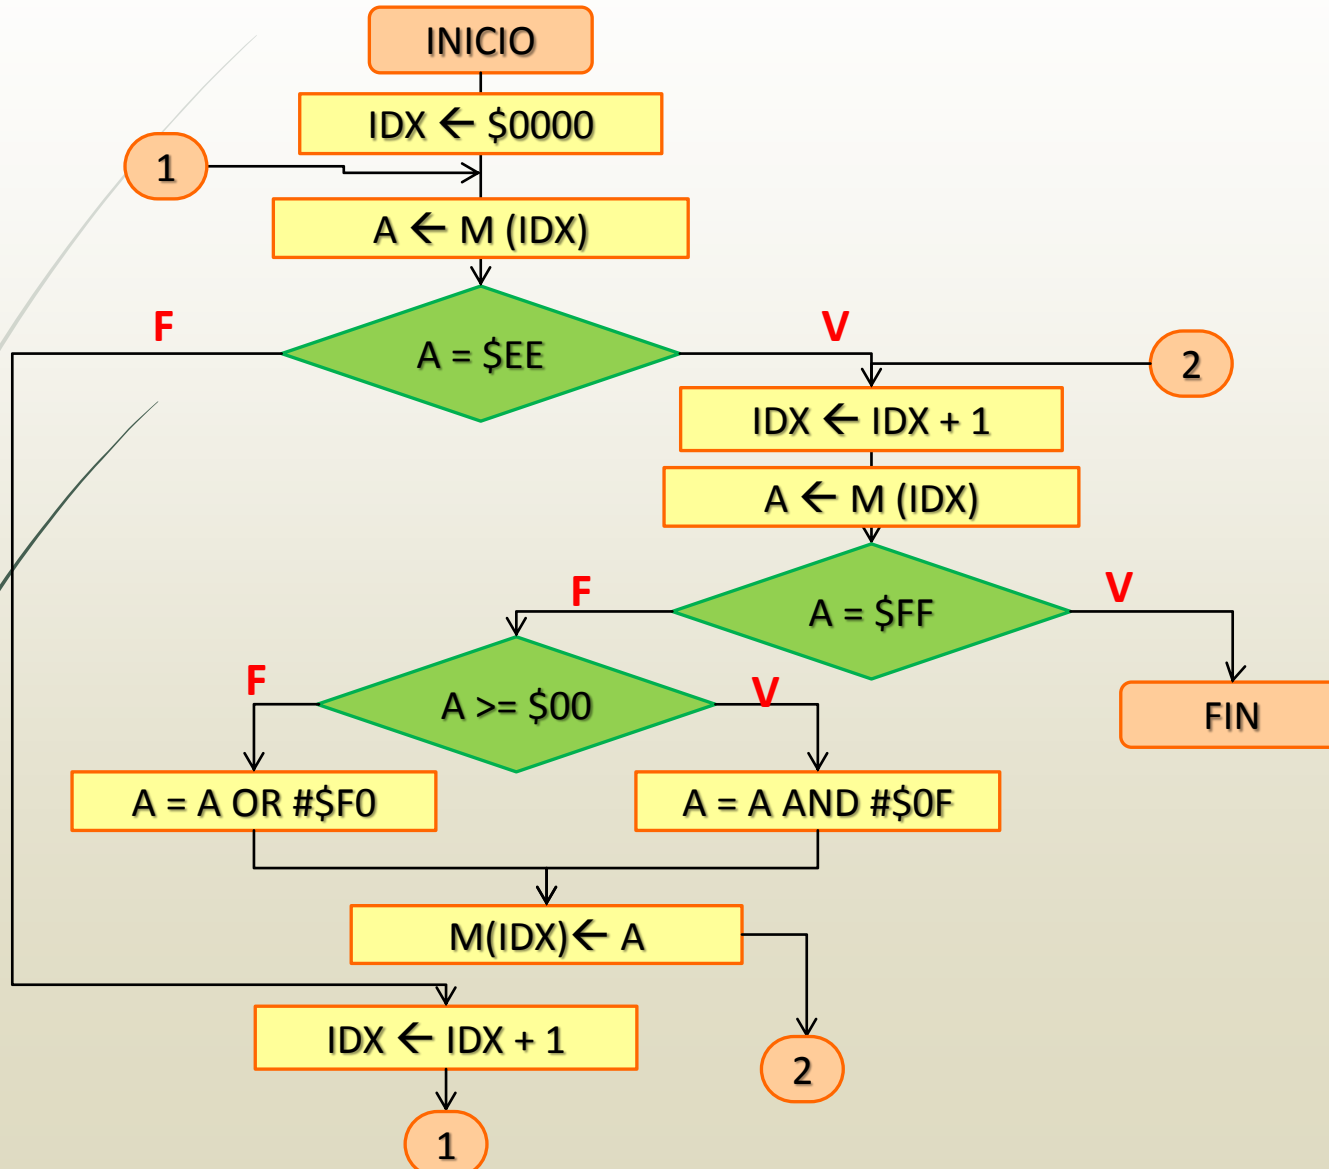 INICIO
IDX ← $0000
1
A ← M (IDX)
F
V
A = $EE
2
IDX ← IDX + 1
A ← M (IDX)
F
V
A = $FF
F
V
A >= $00
FIN
A = A OR #$F0
A = A AND #$0F
M(IDX)← A
IDX ← IDX + 1
2
1